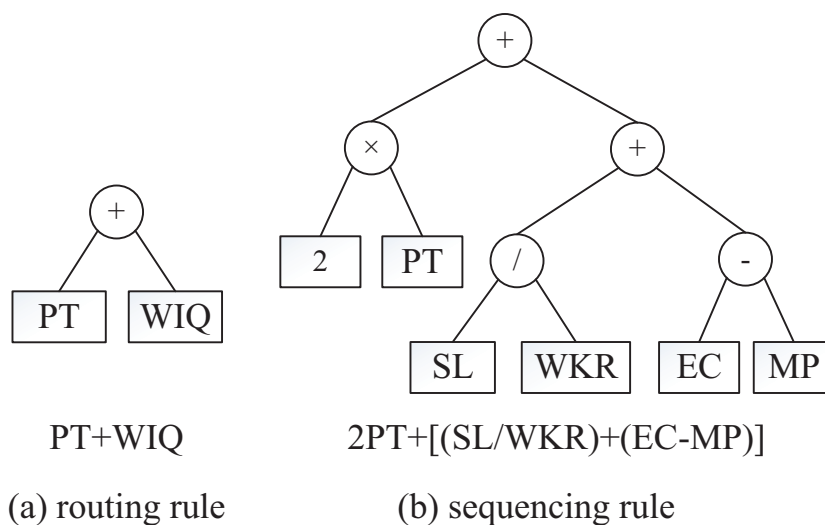 +
×
+
+
2
PT
/
-
PT
WIQ
SL
WKR
EC
MP
PT+WIQ
2PT+[(SL/WKR)+(EC-MP)]
(a) routing rule
(b) sequencing rule